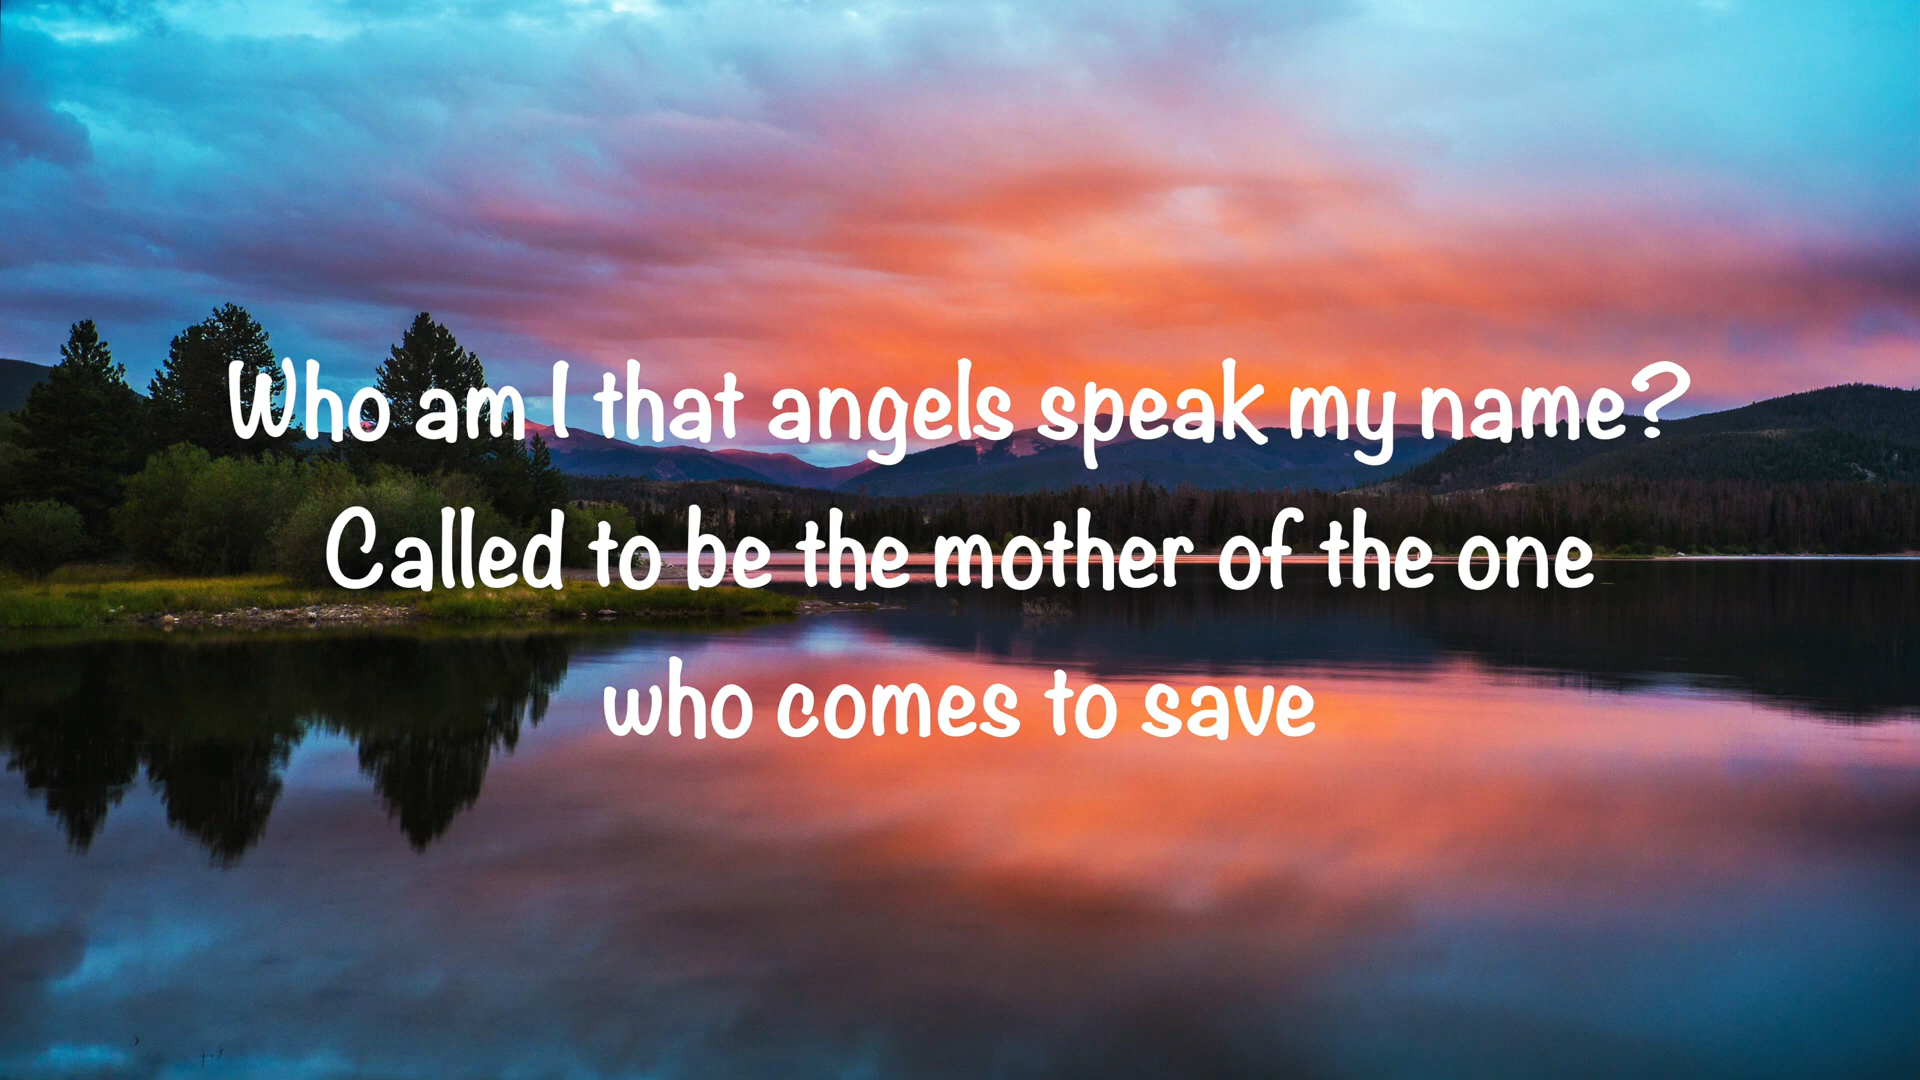 Who am I that angels speak my name?
Called to be the mother of the one
who comes to save